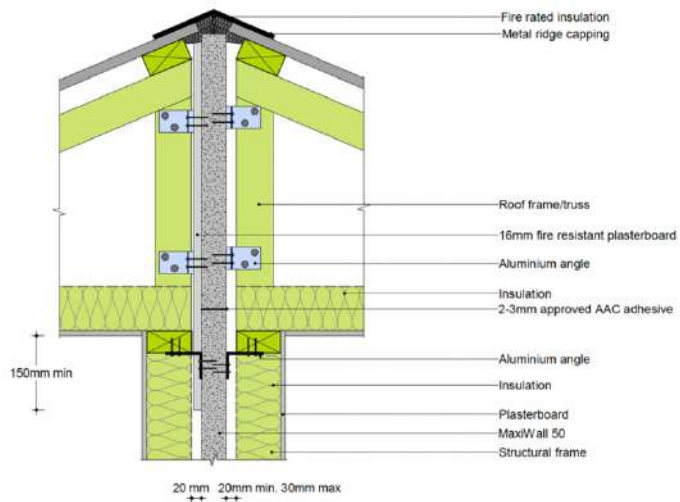 Fire rated insulation
Metal ridge capping
Roof frame/truss
16mm fire resistant plasterboard
Aluminium angle
Insulation
2-3mm approved AAC adhesive
Aluminium angle
150mm min
Insulation
Plasterboard
MaxiWall 50
Structural frame
20 mm 20mm min. 30mm max